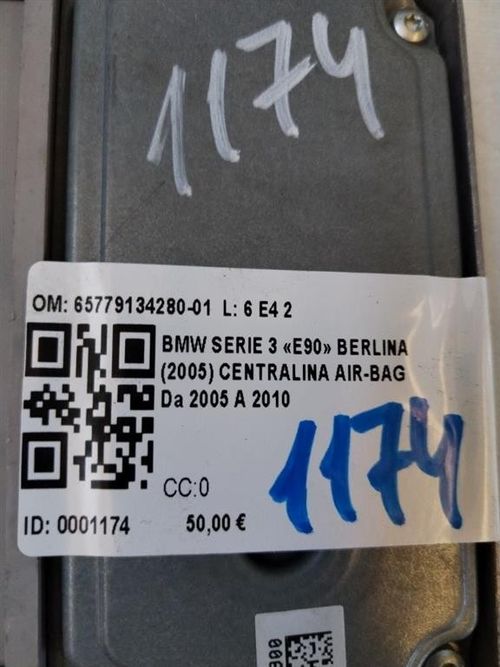 1174
OM: 65779134280-01 L: 6 E4 2
BMW SERIE 3 «E90» BERLINA
(2005) CENTRALINA AIR-BAG
Da 2005 A 2010
CC:0
1174
ID: 0001174 50,00 €